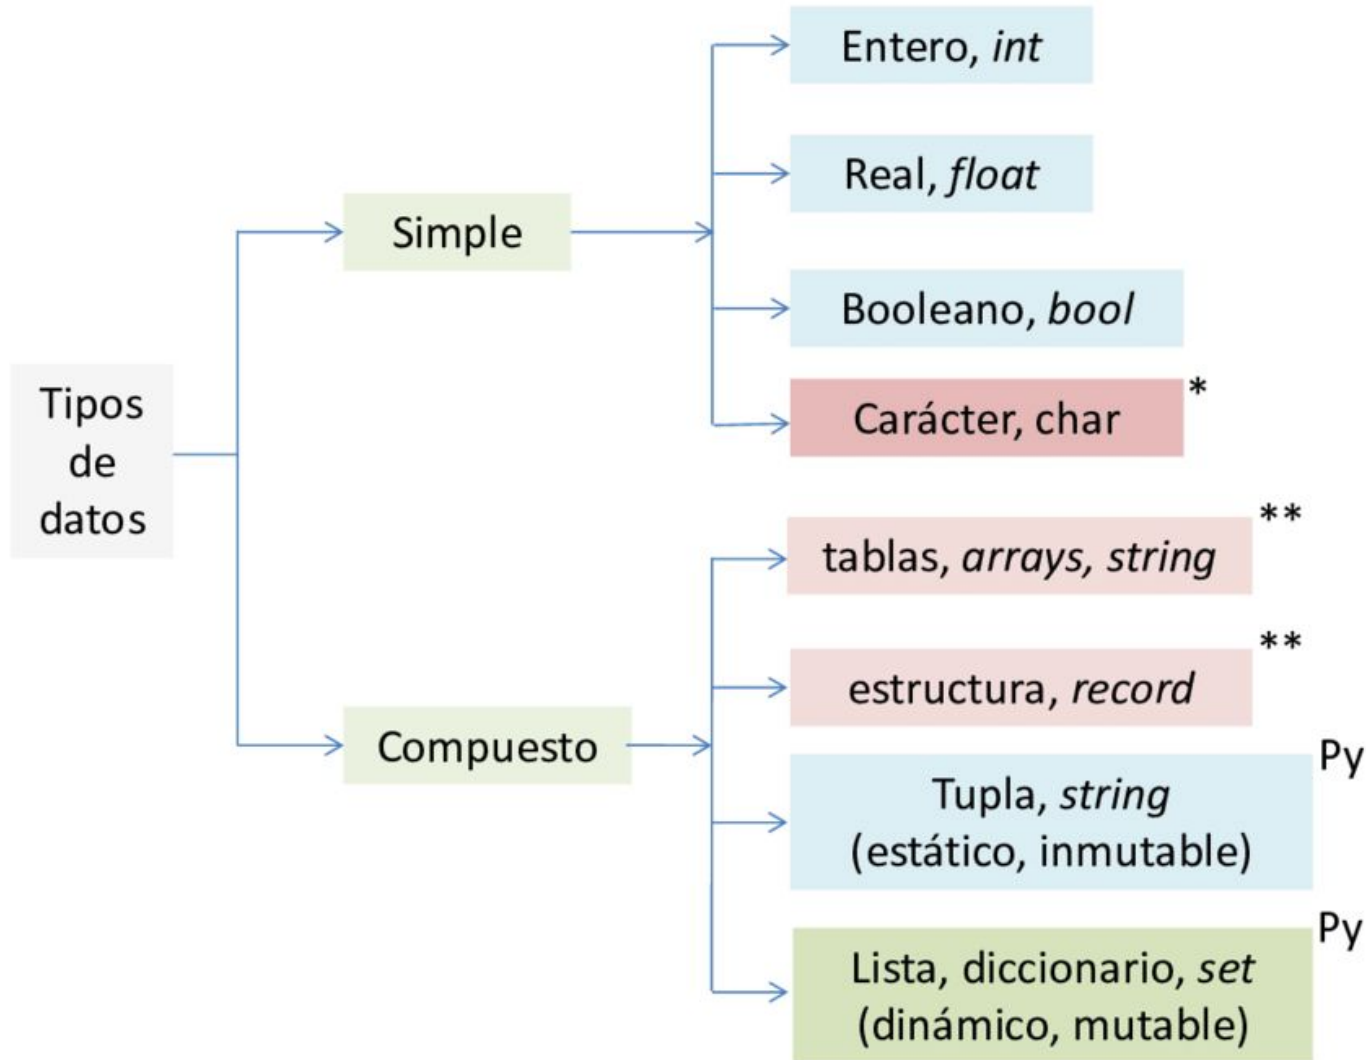 Tipos
de
datos
Simple
Entero, int
Real, float
Booleano, bool
Carácter, char *
Compuesto
tablas, arrays, string **
estructura, record **
Tupla, string
(estático, inmutable)
Py
Lista, diccionario, set
(dinámico, mutable)
Py